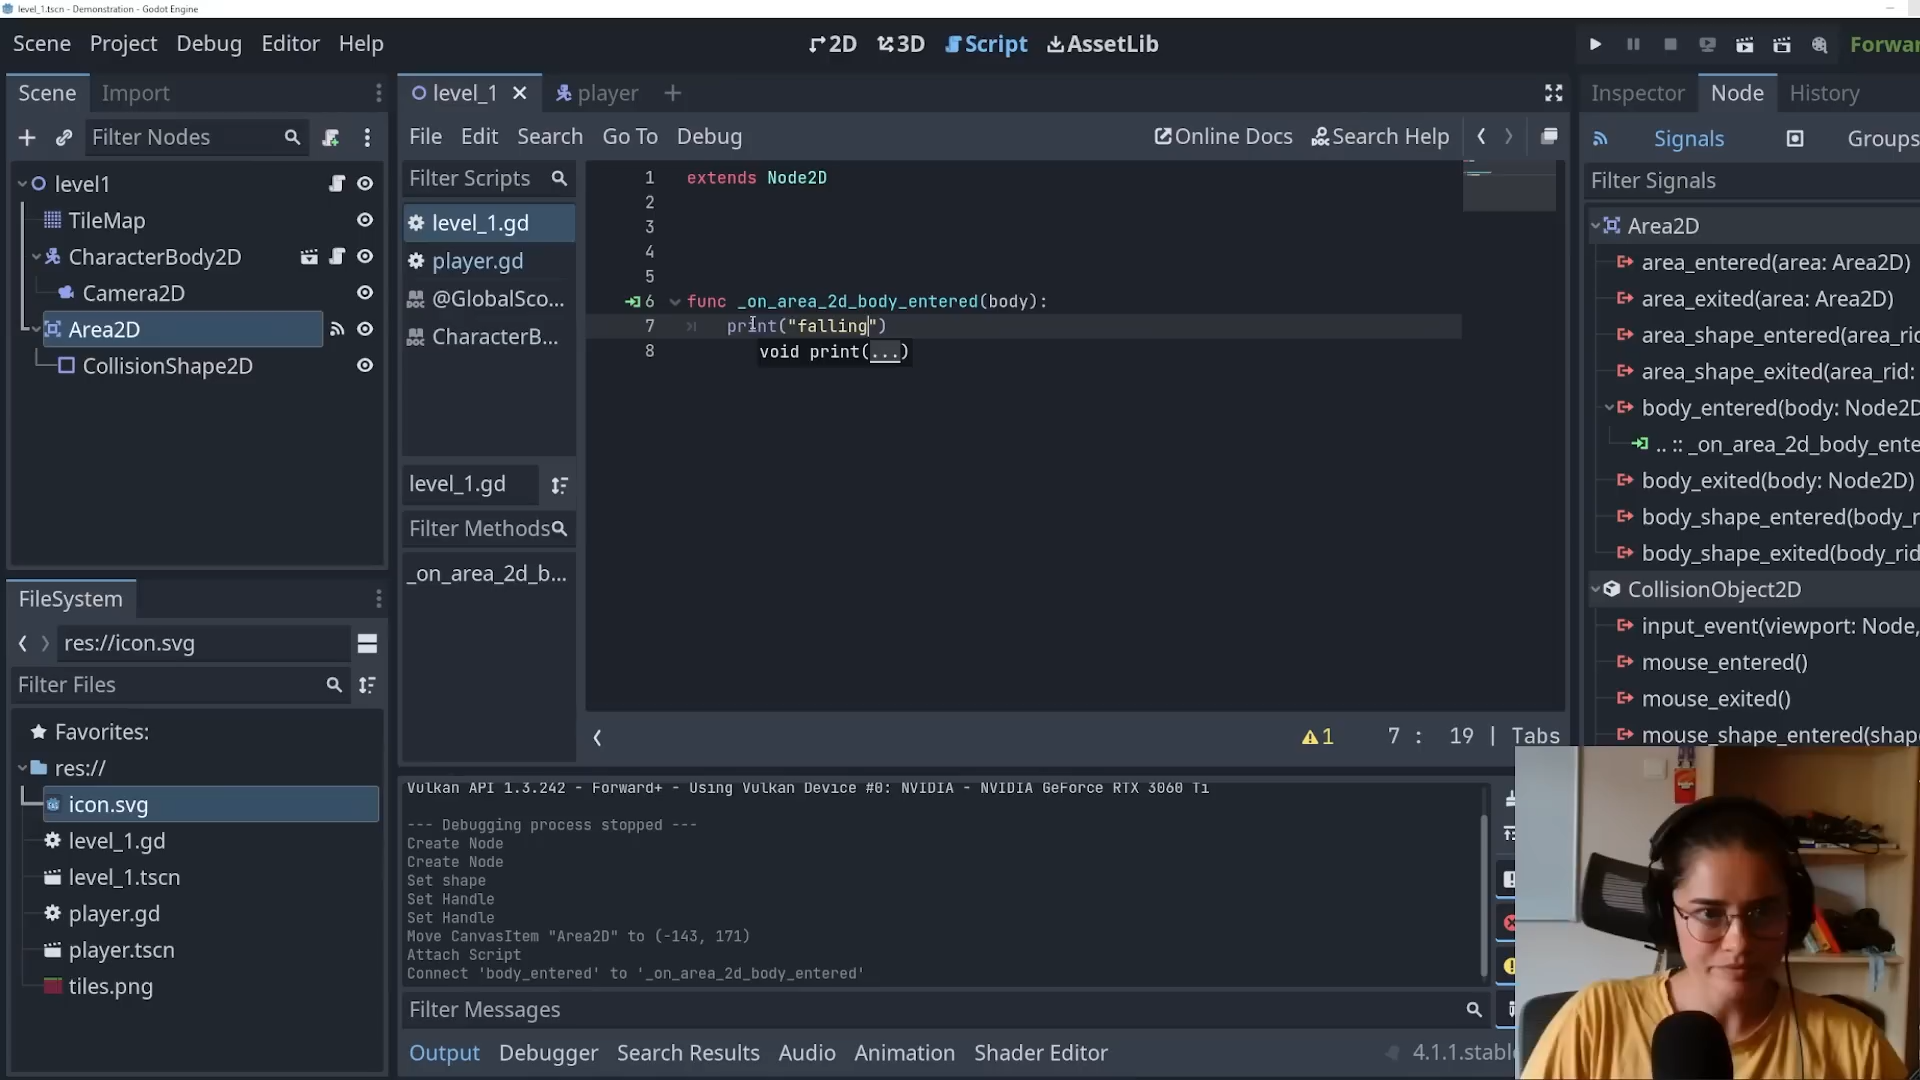 level_1.tscn - Demonstration - Godot Engine
Scene Project Debug Editor Help
2D 3D Script AssetLib
Forwar
Scene Import
Filter Nodes
level1
TileMap
CharacterBody2D
Camera2D
Area2D
CollisionShape2D
FileSystem
res://icon.svg
Filter Files
Favorites:
res://
icon.svg
level_1.gd
level_1.tscn
player.gd
player.tscn
tiles.png
level_1 player
File Edit Search Go To Debug
Online Docs Search Help
Filter Scripts
level_1.gd
player.gd
@GlobalSco...
CharacterB...
level_1.gd
Filter Methods
_on_area_2d_b...
1 extends Node2D
2
3
4
5
6 func _on_area_2d_body_entered(body):
7 print("falling")
8 void print(...)
1 7 : 19 | Tabs
Vulkan API 1.3.242 - Forward+ - Using Vulkan Device #0: NVIDIA - NVIDIA GeForce RTX 3060 Ti
--- Debugging process stopped ---
Create Node
Create Node
Set shape
Set Handle
Set Handle
Move CanvasItem "Area2D" to (-143, 171)
Attach Script
Connect 'body_entered' to '_on_area_2d_body_entered'
Filter Messages
Output Debugger Search Results Audio Animation Shader Editor
4.1.1.stabl
Inspector Node History
Signals Groups
Filter Signals
Area2D
area_entered(area: Area2D)
area_exited(area: Area2D)
area_shape_entered(area_rid
area_shape_exited(area_rid:
body_entered(body: Node2D
.. :: _on_area_2d_body_ente
body_exited(body: Node2D)
body_shape_entered(body_r
body_shape_exited(body_rid
CollisionObject2D
input_event(viewport: Node,
mouse_entered()
mouse_exited()
mouse_shape_entered(shap